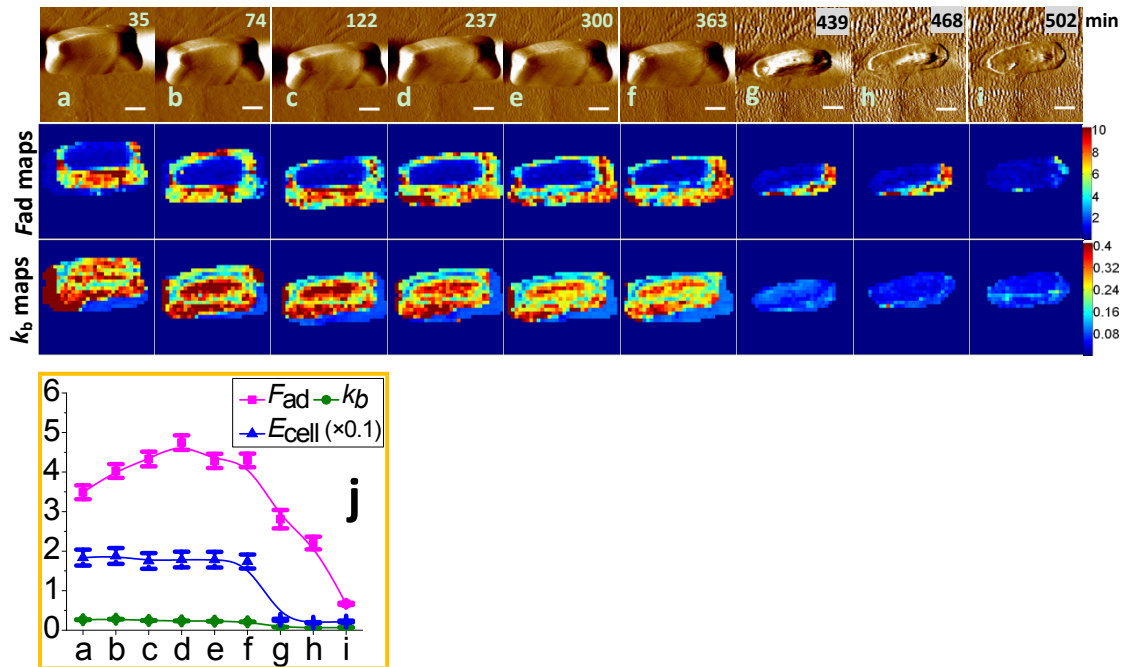 35 74 122 237 300 363 439 468 502 min
a b c d e f g h i
Fad maps
10
8
6
4
2
kb maps
0.4
0.32
0.24
0.16
0.08
Fad kb
Ecell (×0.1)
j
6
5
4
3
2
1
0
a b c d e f g h i